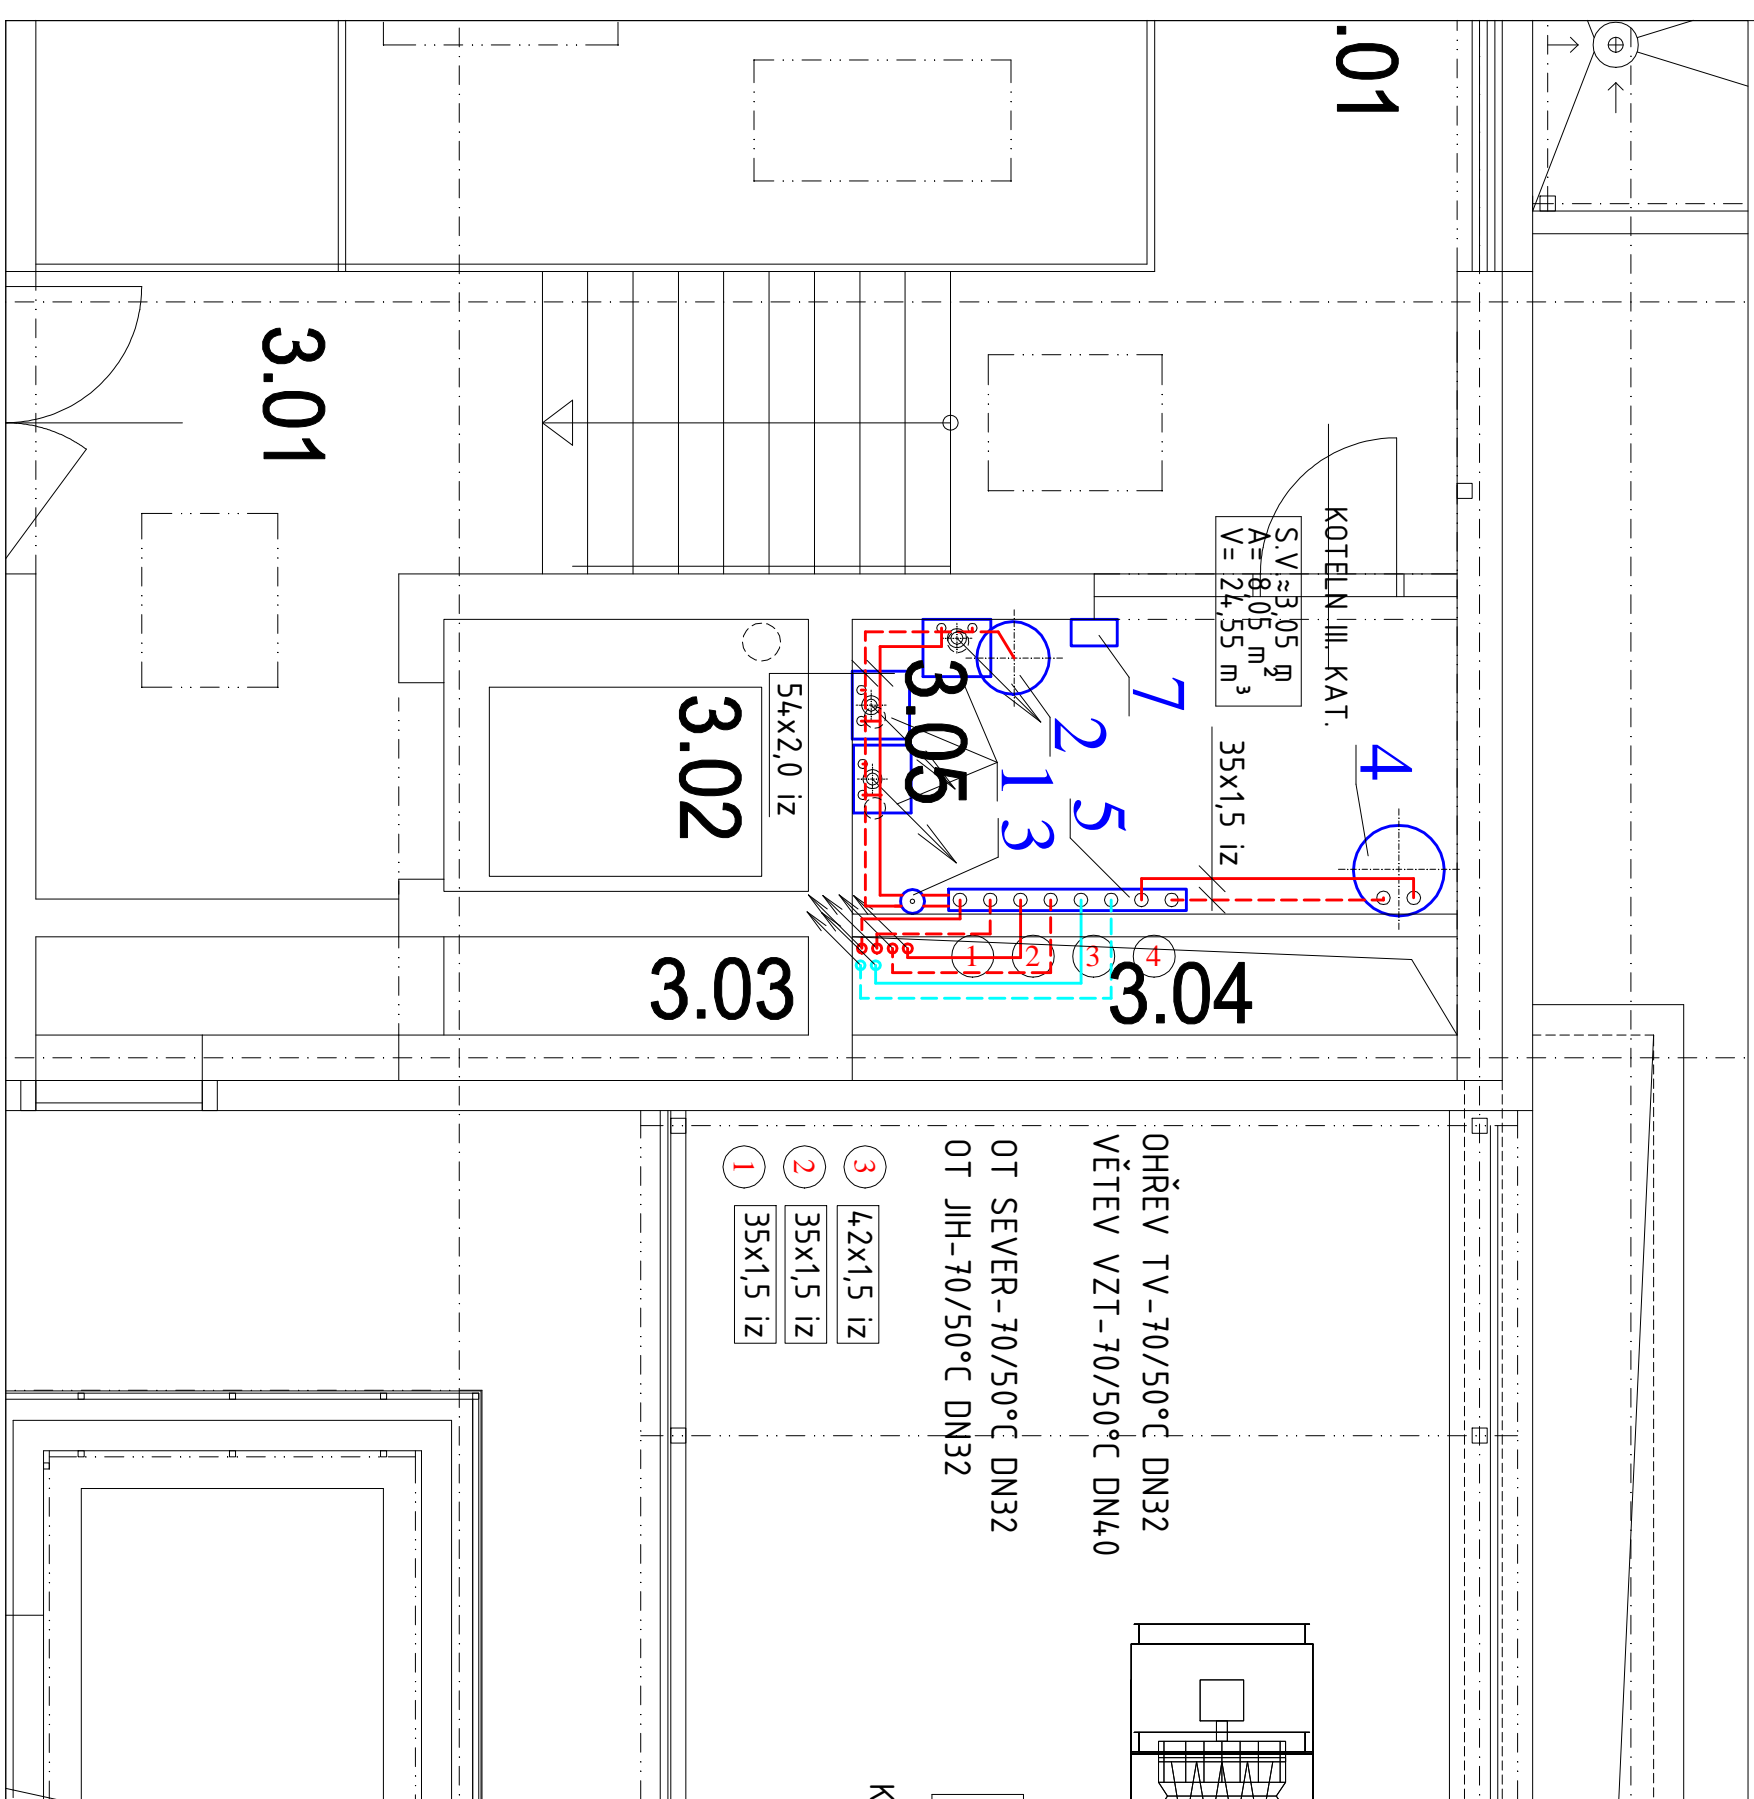 .01
3.01
KOTELN III. KAT.
S.V.≈3,05 m
A= 8,05 m²
V= 24,55 m³
7
2
1
3
5
4
35x1,5 iz
54x2,0 iz
3.05
3.02
3.03
3.04
1
2
3
4
OHŘEV TV-70/50°C DN32
VĚTEV VZT-70/50°C DN40
OT SEVER-70/50°C DN32
OT JIH-70/50°C DN32
3 42x1,5 iz
2 35x1,5 iz
1 35x1,5 iz
K